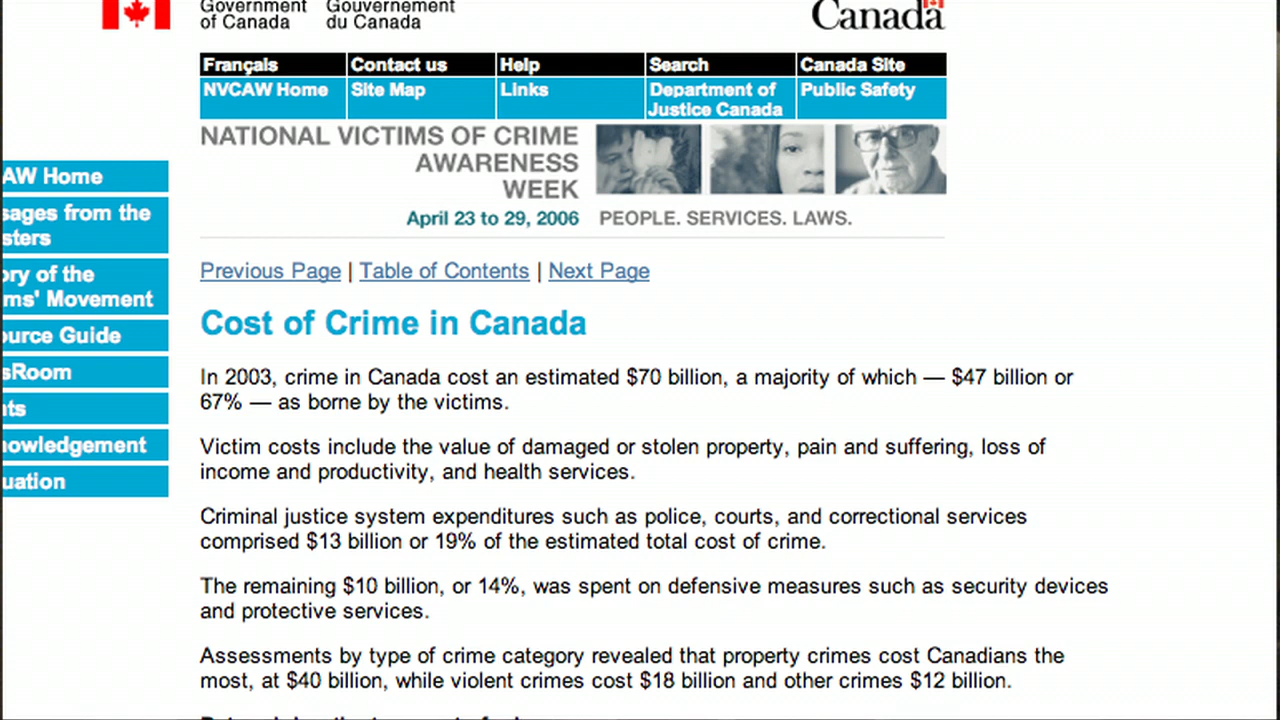 Government Gouvernement
of Canada du Canada
Canada
Français Contact us Help Search Canada Site
NVCAW Home Site Map Links Department of Justice Canada Public Safety
NATIONAL VICTIMS OF CRIME
AWARENESS
WEEK
April 23 to 29, 2006 PEOPLE. SERVICES. LAWS.
AW Home
sages from the
sters
ory of the
ms' Movement
ource Guide
sRoom
nts
nowledgement
uation
Previous Page | Table of Contents | Next Page
Cost of Crime in Canada
In 2003, crime in Canada cost an estimated $70 billion, a majority of which — $47 billion or
67% — as borne by the victims.
Victim costs include the value of damaged or stolen property, pain and suffering, loss of
income and productivity, and health services.
Criminal justice system expenditures such as police, courts, and correctional services
comprised $13 billion or 19% of the estimated total cost of crime.
The remaining $10 billion, or 14%, was spent on defensive measures such as security devices
and protective services.
Assessments by type of crime category revealed that property crimes cost Canadians the
most, at $40 billion, while violent crimes cost $18 billion and other crimes $12 billion.